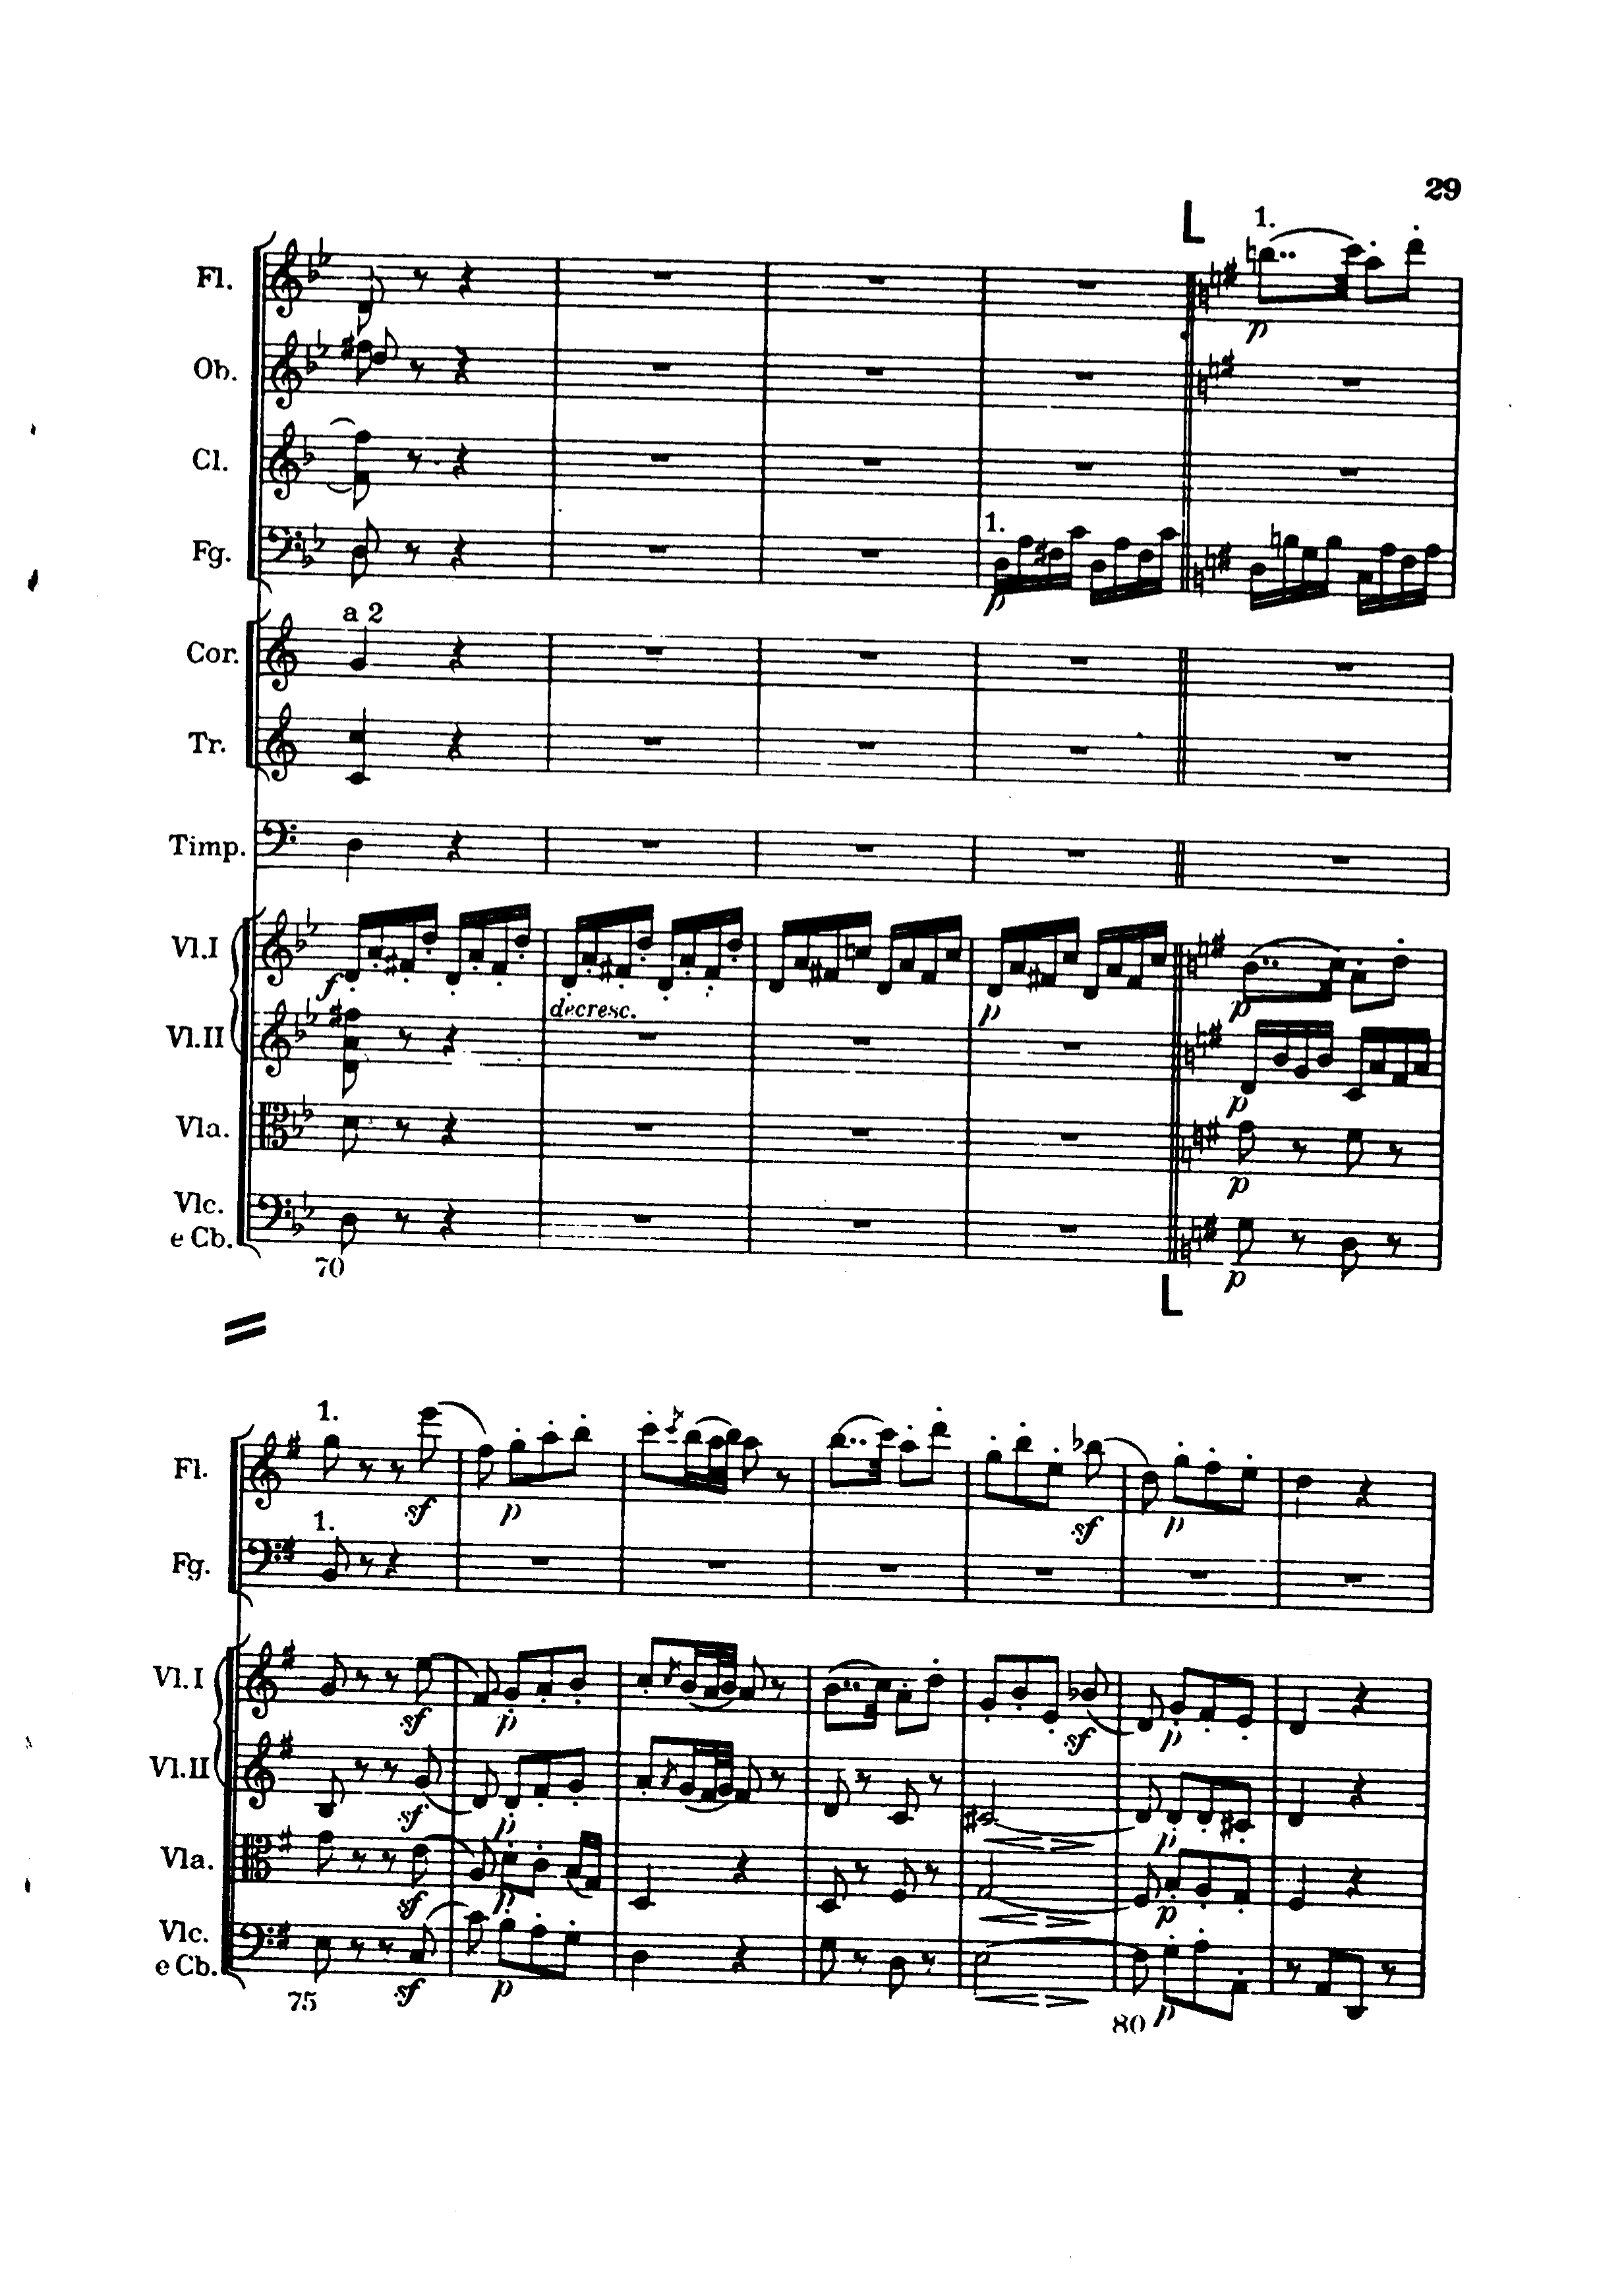 29
L
1.
Fl.
p
Ob.
Cl.
Fg.
1.
p
a 2
Cor.
Tr.
Timp.
Vl.I
f
decresc.
p
p
Vl.II
p
Vla.
p
Vlc.
e Cb.
p
70
L
1.
Fl.
sf
p
sf
p
1.
Fg.
Vl.I
sf
p
sf
p
Vl.II
sf
p
p
Vla.
sf
p
p
Vlc.
e Cb.
sf
p
p
75
80